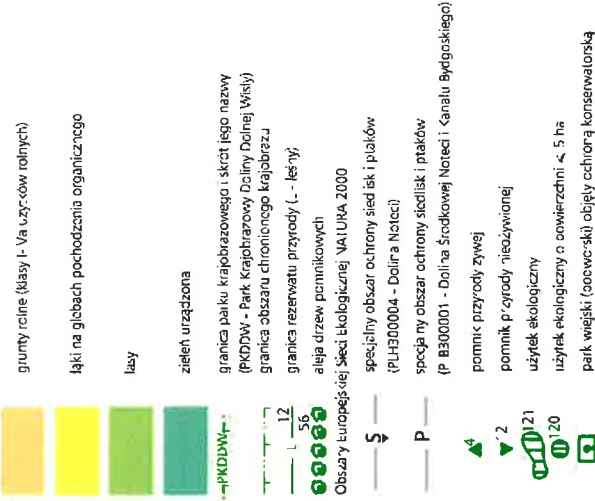 grunty rolne (klasy I- Va użytków rolnych)
łąki na glebach pochodzenia organicznego
lasy
zieleń urządzona
PKDDW
granica parku krajobrazowego i skrót jego nazwy
(PKDDW - Park Krajobrazowy Doliny Dolnej Wisły)
granica obszaru chronionego krajobrazu
L 12
granica rezerwatu przyrody (L - leśny)
56
aleja drzew pomnikowych
Obszary Europejskiej Sieci Ekologicznej NATURA 2000
S
specjalny obszar ochrony siedlisk i ptaków
(PLH300004 - Dolina Noteci)
P
specjalny obszar ochrony siedlisk i ptaków
(P B300001 - Dolina Środkowej Noteci i Kanału Bydgoskiego)
4
pomnik przyrody żywej
2
pomnik przyrody nieożywionej
121
użytek ekologiczny
120
użytek ekologiczny o powierzchni < 5 ha
park wiejski (podworski) objęty ochroną konserwatorską